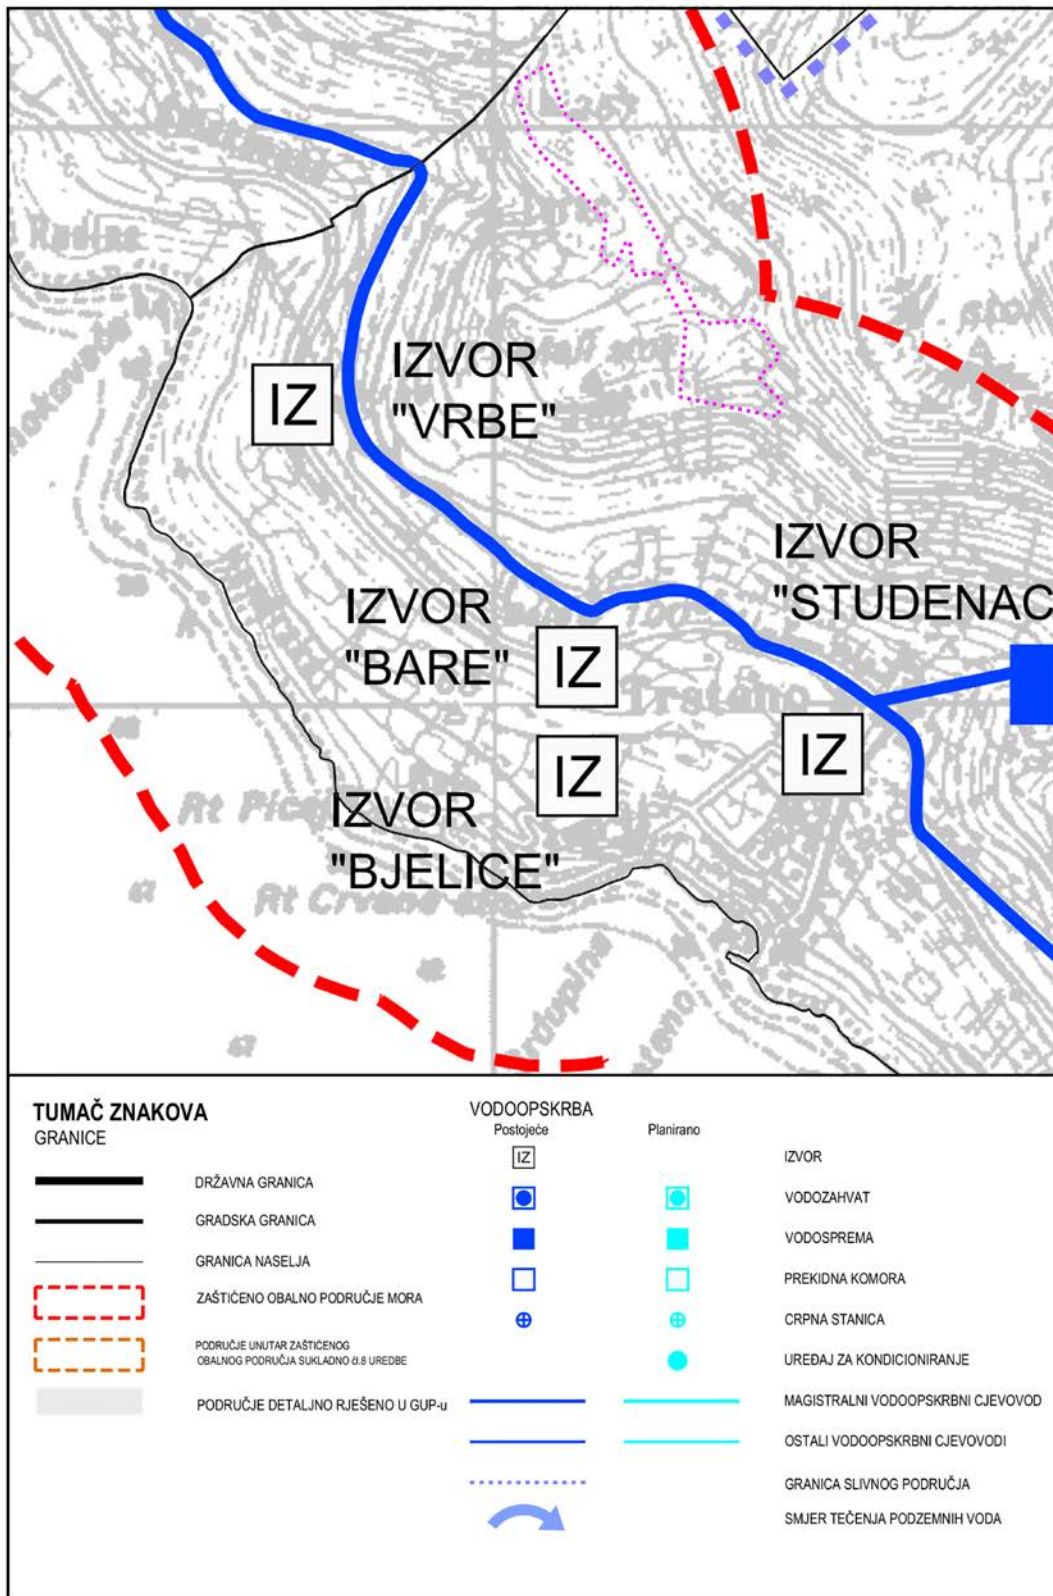 IZVOR
"VRBE"
IZ
IZVOR
"STUDENAC
IZVOR
"BARE"
IZ
IZ
IZ
IZVOR
"BJELICE"
TUMAČ ZNAKOVA
GRANICE
DRŽAVNA GRANICA
GRADSKA GRANICA
GRANICA NASELJA
ZAŠTIĆENO OBALNO PODRUČJE MORA
PODRUČJE UNUTAR ZAŠTIĆENOG
OBALNOG PODRUČJA SUKLADNO čl.8 UREDBE
PODRUČJE DETALJNO RJEŠENO U GUP-u
VODOOPSKRBA
Postojeće Planirano
IZ IZVOR
VODOZAHVAT
VODOSPREMA
PREKIDNA KOMORA
CRPNA STANICA
UREĐAJ ZA KONDICIONIRANJE
MAGISTRALNI VODOOPSKRBNI CJEVOVOD
OSTALI VODOOPSKRBNI CJEVOVODI
GRANICA SLIVNOG PODRUČJA
SMJER TEČENJA PODZEMNIH VODA